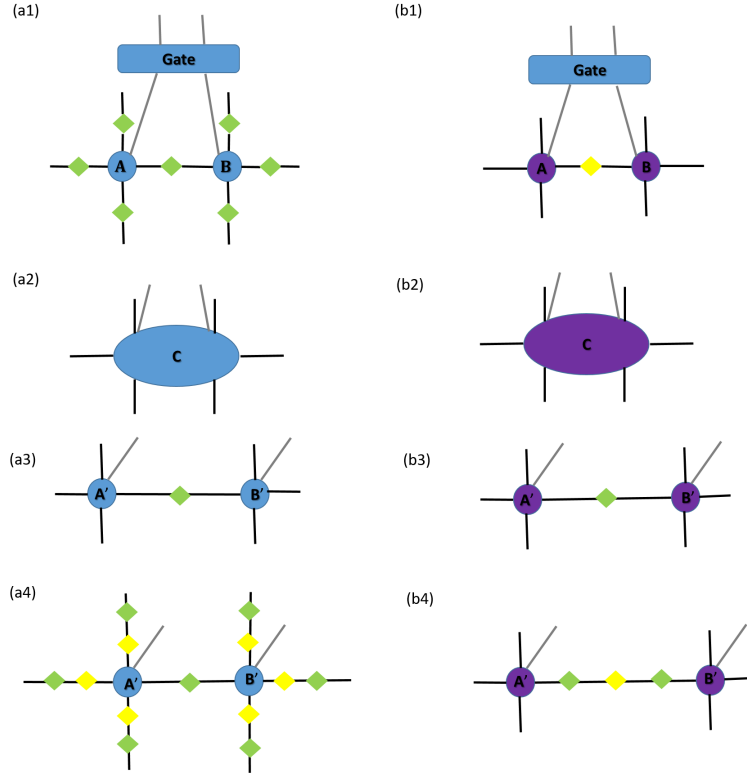 (a1)
Gate
A
B
(b1)
Gate
A
B
(a2)
C
(b2)
C
(a3)
A'
B'
(b3)
A'
B'
(a4)
A'
B'
(b4)
A'
B'